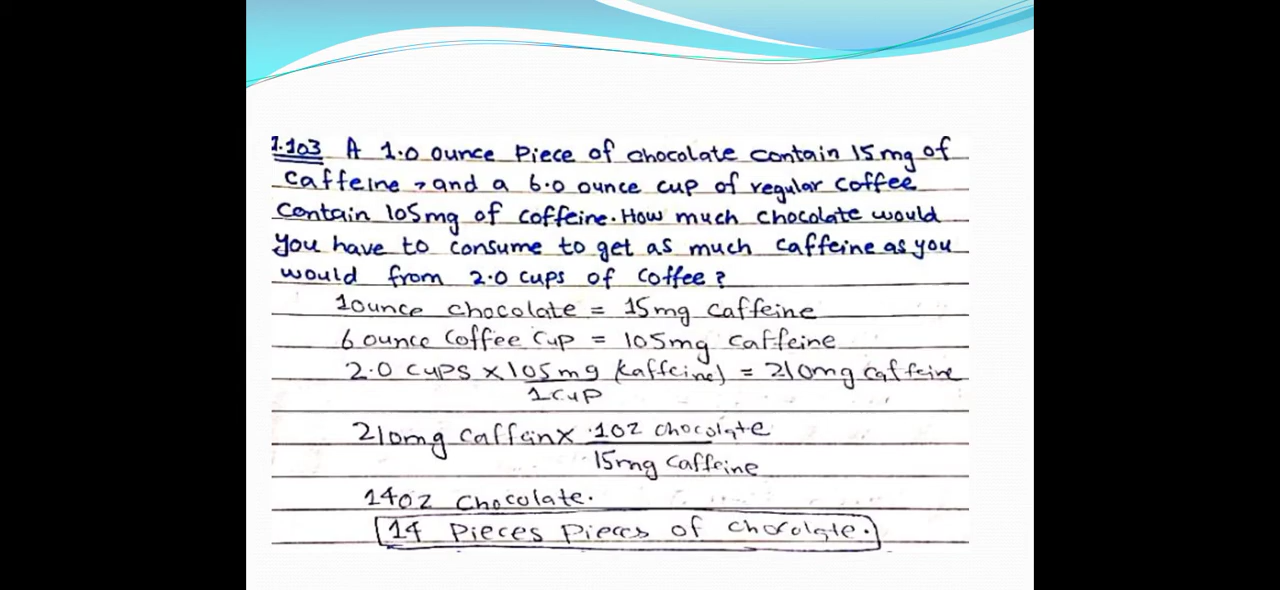 1.103 A 1.0 ounce Piece of chocolate contain 15mg of
caffeine, and a 6.0 ounce cup of regular coffee
contain 105mg of coffeine. How much chocolate would
you have to consume to get as much caffeine as you
would from 2.0 cups of coffee?
1ounce chocolate = 15mg caffeine
6 ounce coffee cup = 105mg caffeine
2.0 cups × 105mg (caffeine) = 210mg caffeine
1cup
210mg caffein × 1oz chocolate
15mg caffeine
14oz chocolate.
14 Pieces Pieces of chocolate.